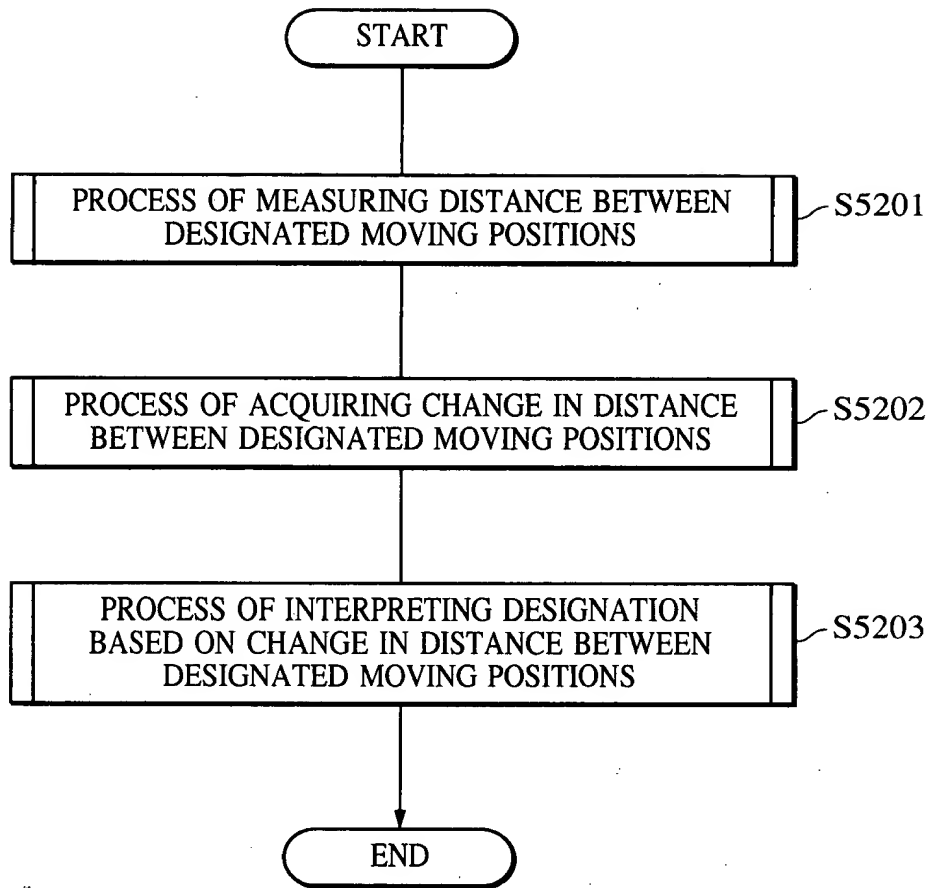 START
PROCESS OF MEASURING DISTANCE BETWEEN
DESIGNATED MOVING POSITIONS
S5201
PROCESS OF ACQUIRING CHANGE IN DISTANCE
BETWEEN DESIGNATED MOVING POSITIONS
S5202
PROCESS OF INTERPRETING DESIGNATION
BASED ON CHANGE IN DISTANCE BETWEEN
DESIGNATED MOVING POSITIONS
S5203
END